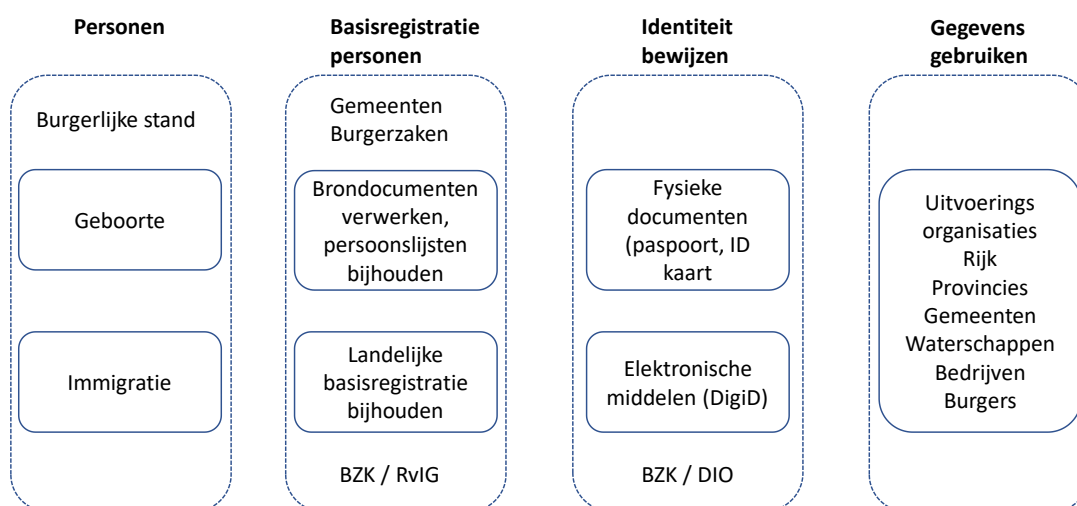 Personen
Burgerlijke stand
Geboorte
Immigratie
Basisregistratie
personen
Gemeenten
Burgerzaken
Brondocumenten
verwerken,
persoonslijsten
bijhouden
Landelijke
basisregistratie
bijhouden
BZK / RvIG
Identiteit
bewijzen
Fysieke
documenten
(paspoort, ID
kaart
Elektronische
middelen (DigiD)
BZK / DIO
Gegevens
gebruiken
Uitvoerings
organisaties
Rijk
Provincies
Gemeenten
Waterschappen
Bedrijven
Burgers